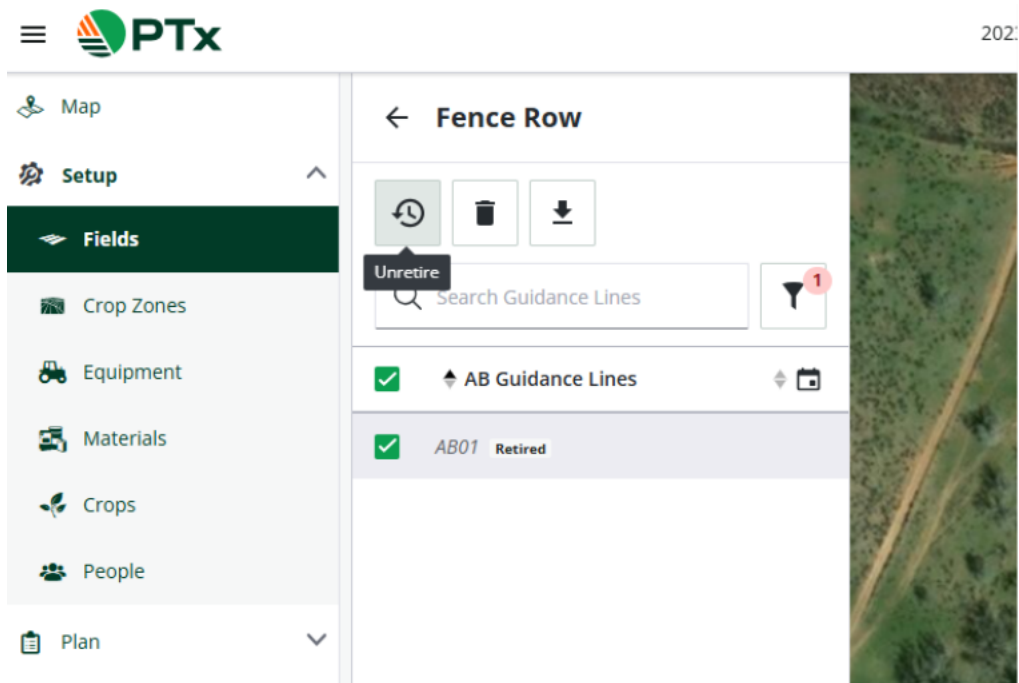 PTx
202
Map
Setup
Fields
Crop Zones
Equipment
Materials
Crops
People
Plan
Fence Row
Unretire
Search Guidance Lines
1
AB Guidance Lines
AB01 Retired